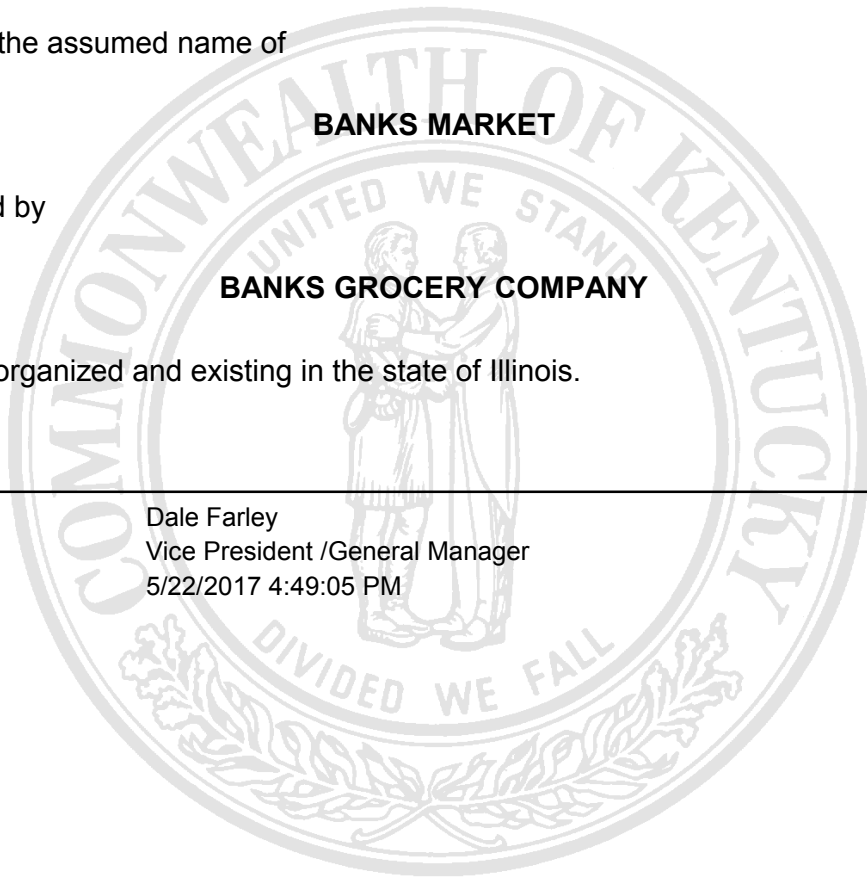 the assumed name of
BANKS MARKET
d by
BANKS GROCERY COMPANY
organized and existing in the state of Illinois.
Dale Farley
Vice President /General Manager
5/22/2017 4:49:05 PM
COMMONWEALTH OF KENTUCKY
UNITED WE STAND
DIVIDED WE FALL